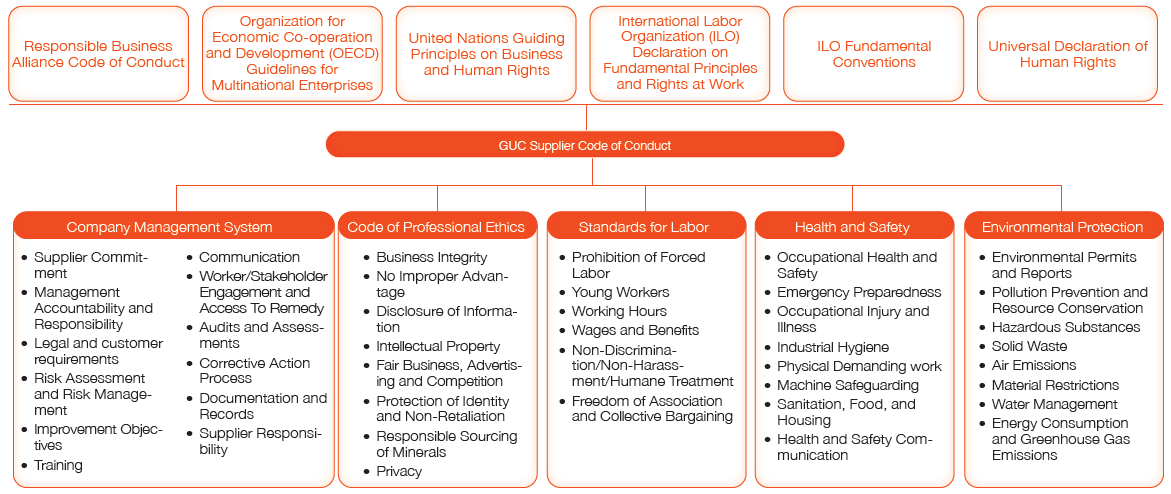 Responsible Business
Alliance Code of Conduct
Organization for
Economic Co-operation
and Development (OECD)
Guidelines for
Multinational Enterprises
United Nations Guiding
Principles on Business
and Human Rights
International Labor
Organization (ILO)
Declaration on
Fundamental Principles
and Rights at Work
ILO Fundamental
Conventions
Universal Declaration of
Human Rights
GUC Supplier Code of Conduct
Company Management System
• Supplier Commit-
ment
• Management
Accountability and
Responsibility
• Legal and customer
requirements
• Risk Assessment
and Risk Manage-
ment
• Improvement Objec-
tives
• Training
• Communication
• Worker/Stakeholder
Engagement and
Access To Remedy
• Audits and Assess-
ments
• Corrective Action
Process
• Documentation and
Records
• Supplier Responsi-
bility
Code of Professional Ethics
• Business Integrity
• No Improper Advan-
tage
• Disclosure of Informa-
tion
• Intellectual Property
• Fair Business, Advertis-
ing and Competition
• Protection of Identity
and Non-Retaliation
• Responsible Sourcing
of Minerals
• Privacy
Standards for Labor
• Prohibition of Forced
Labor
• Young Workers
• Working Hours
• Wages and Benefits
• Non-Discrimina-
tion/Non-Harass-
ment/Humane Treatment
• Freedom of Association
and Collective Bargaining
Health and Safety
• Occupational Health and
Safety
• Emergency Preparedness
• Occupational Injury and
Illness
• Industrial Hygiene
• Physical Demanding work
• Machine Safeguarding
• Sanitation, Food, and
Housing
• Health and Safety Com-
munication
Environmental Protection
• Environmental Permits
and Reports
• Pollution Prevention and
Resource Conservation
• Hazardous Substances
• Solid Waste
• Air Emissions
• Material Restrictions
• Water Management
• Energy Consumption
and Greenhouse Gas
Emissions